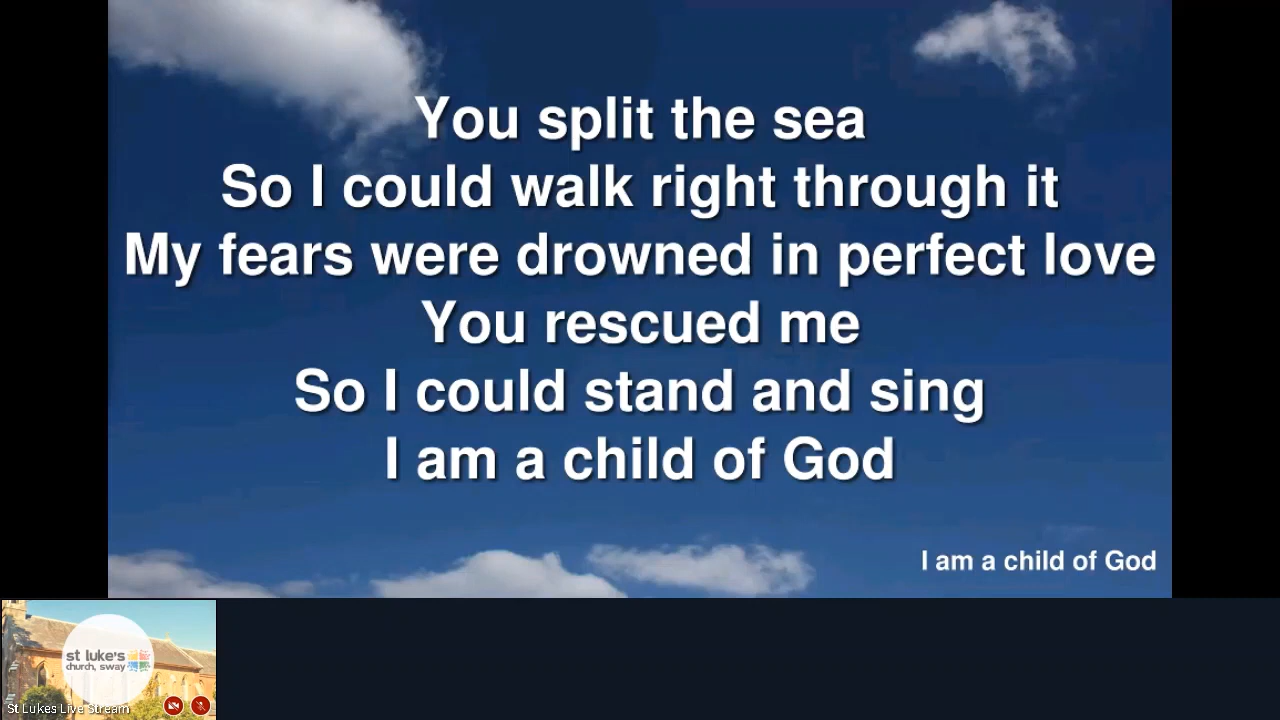 You split the sea
So I could walk right through it
My fears were drowned in perfect love
You rescued me
So I could stand and sing
I am a child of God
I am a child of God
st luke's
church, sway
St Lukes Live Stream